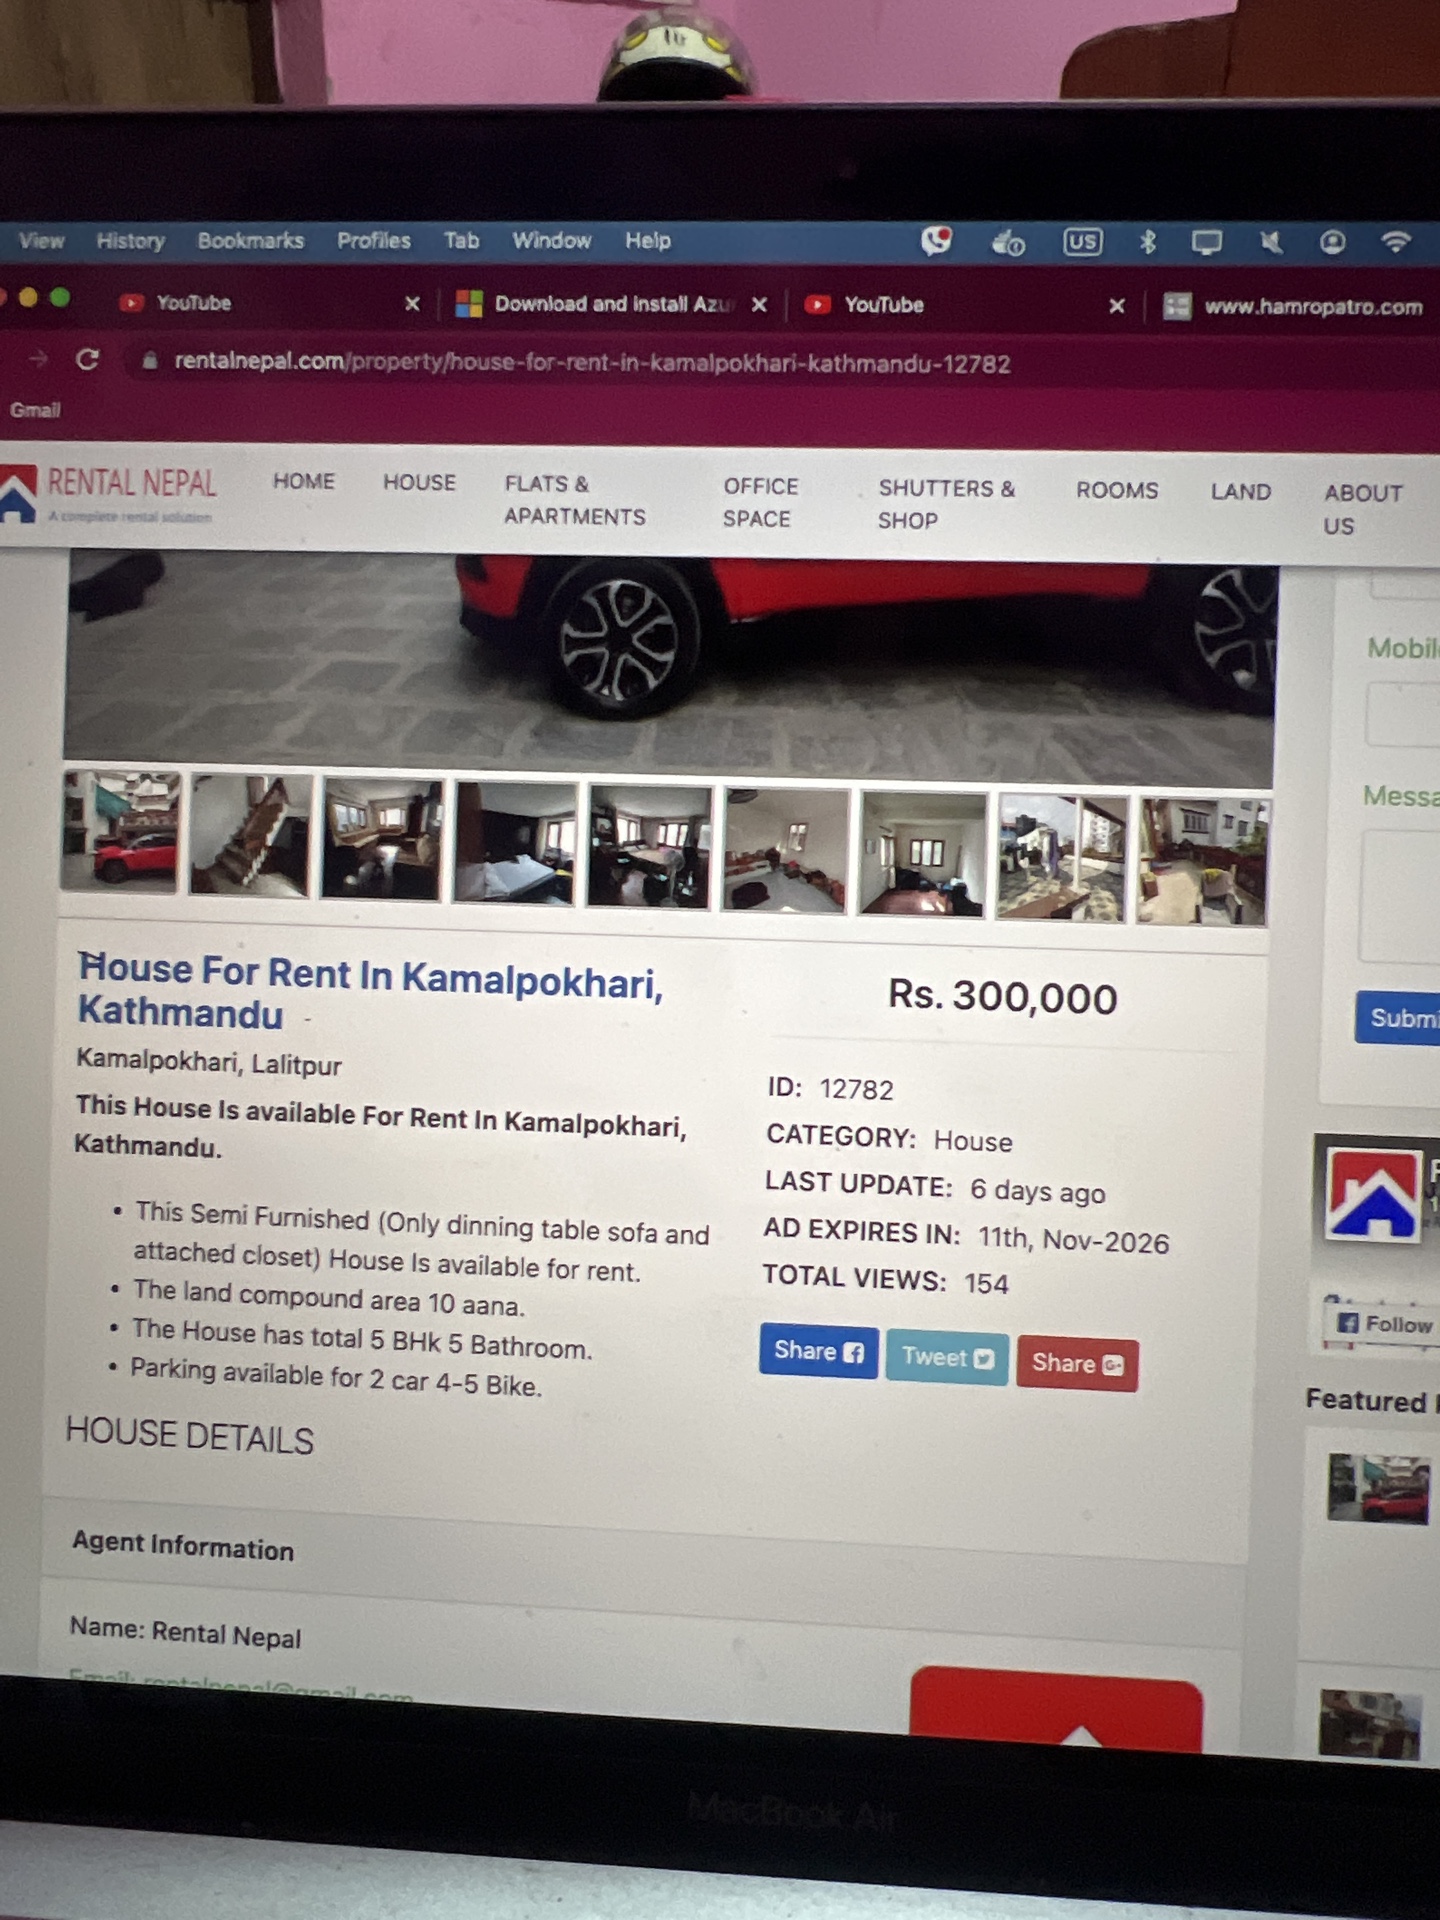 View History Bookmarks Profiles Tab Window Help US
YouTube Download and install Azu YouTube www.hamropatro.com
rentalnepal.com/property/house-for-rent-in-kamalpokhari-kathmandu-12782
Gmail
RENTAL NEPAL
A complete rental solution
HOME HOUSE FLATS & APARTMENTS OFFICE SPACE SHUTTERS & SHOP ROOMS LAND ABOUT US
Mobil
Messa
Submi
House For Rent In Kamalpokhari,
Kathmandu
Kamalpokhari, Lalitpur
This House Is available For Rent In Kamalpokhari,
Kathmandu.
• This Semi Furnished (Only dinning table sofa and
attached closet) House Is available for rent.
• The land compound area 10 aana.
• The House has total 5 BHk 5 Bathroom.
• Parking available for 2 car 4-5 Bike.
HOUSE DETAILS
Rs. 300,000
ID: 12782
CATEGORY: House
LAST UPDATE: 6 days ago
AD EXPIRES IN: 11th, Nov-2026
TOTAL VIEWS: 154
Share Tweet Share
Follow
Featured
Agent Information
Name: Rental Nepal
Email: rentalnepal@gmail.com
MacBook Air